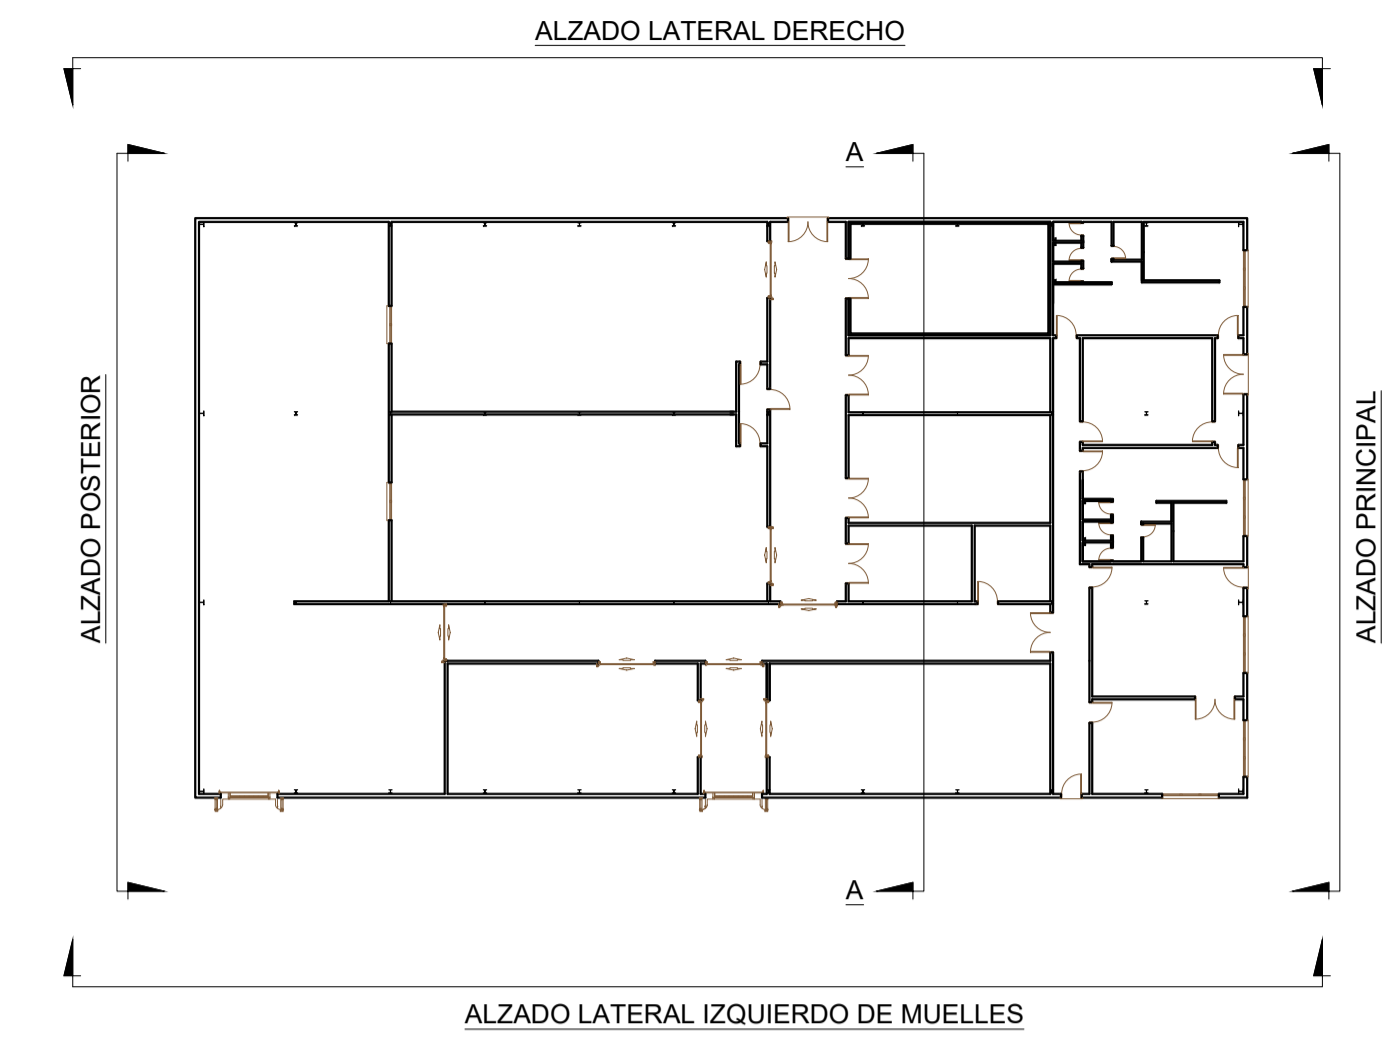 ALZADO LATERAL DERECHO
A
ALZADO POSTERIOR
ALZADO PRINCIPAL
A
ALZADO LATERAL IZQUIERDO DE MUELLES